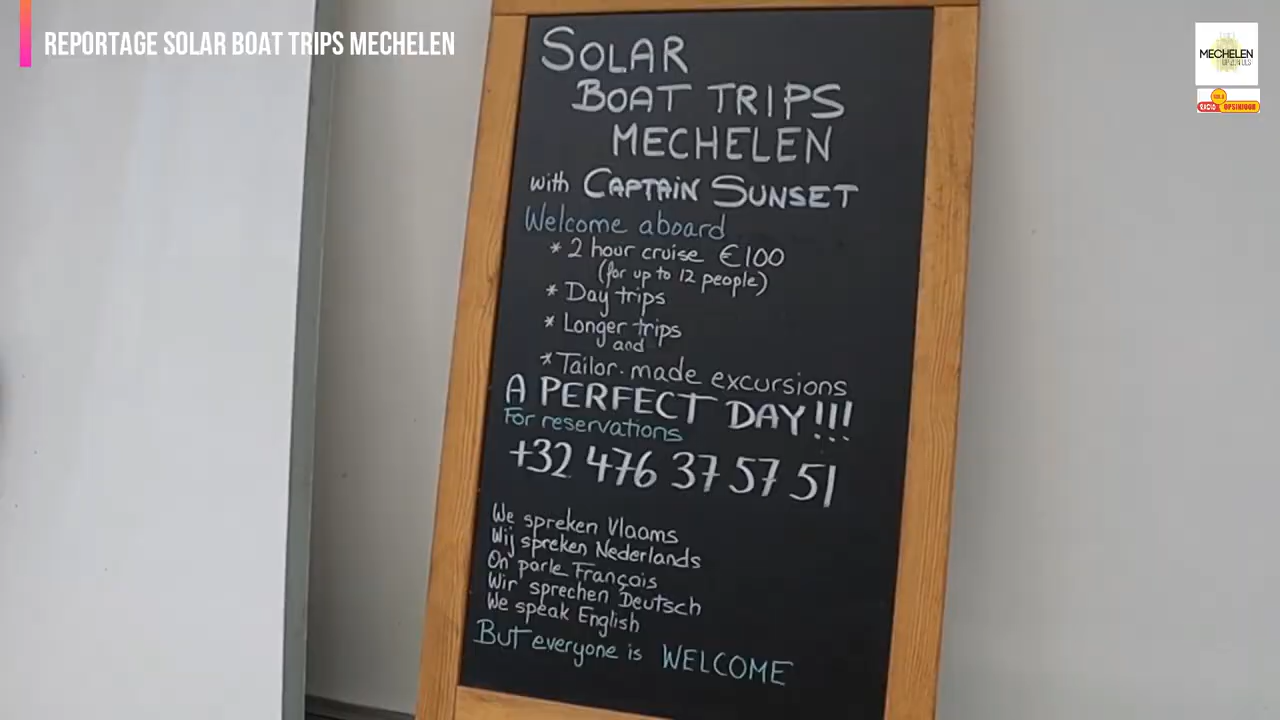 REPORTAGE SOLAR BOAT TRIPS MECHELEN
MECHELEN
SOLAR
BOAT TRIPS
MECHELEN
with CAPTAIN SUNSET
Welcome aboard
* 2 hour cruise €100
(for up to 12 people)
* Day trips
* Longer trips
and
* Tailor-made excursions
A PERFECT DAY!!!
For reservations
+32 476 37 57 51
We spreken Vlaams
Wij spreken Nederlands
On parle Français
Wir sprechen Deutsch
We speak English
But everyone is WELCOME